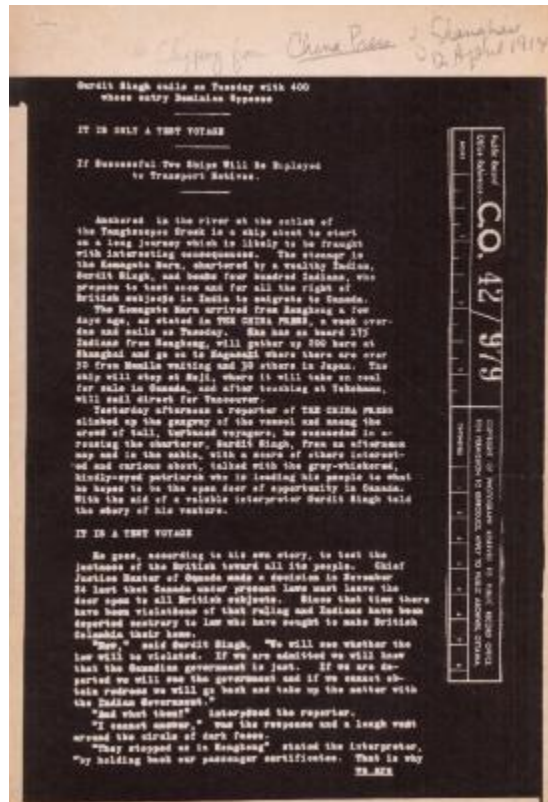 Clipping from China Press, Shanghai
12 April 1914
Gurdit Singh sails on Tuesday with 400
whose entry Dominion Opposes
IT IS ONLY A TEST VOYAGE
If Successful Two Ships Will Be Employed
to Transport Natives.
Anchored in the river at the outlet of
the Creek is a ship about to start
on a long journey which is likely to be fraught
with interesting consequences. The steamer is
the Komagata Maru, chartered by a wealthy Indian,
Gurdit Singh, and aboard four hundred Indians, who
propose to test once and for all the right of
British subjects in India to emigrate to Canada.
The Komagata Maru arrived from Hongkong a few
days ago, as stated in THE CHINA PRESS, a week over-
due and sails on Tuesday. She has on board 175
Indians from Hongkong, will gather up 200 here at
Shanghai and go on to Nagasaki where there are over
50 from Manila waiting and 30 others in Japan. The
ship will stop at Moji, where it will take on coal
for sale in Canada, and after touching at Yokohama,
will sail direct for Vancouver.
Yesterday afternoon a reporter of THE CHINA PRESS
climbed up the gangway of the vessel and among the
crowd of tall, turbaned voyagers, he succeeded in a-
rousing the charterer, Gurdit Singh, from an afternoon
nap and in the cabin, with a score of others interest-
ed and curious about, talked with the grey-whiskered,
kindly-eyed patriarch who is leading his people to what
he hopes to be the open door of opportunity in Canada.
With the aid of a voluble interpreter Gurdit Singh told
the story of his venture.
IT IS A TEST VOYAGE
He goes, according to his own story, to test the
justness of the British toward all its people. Chief
Justice Hunter of made a decision in November
24 last that Canada under present laws must leave the
door open to all British subjects. Since that time there
have been violations of that ruling and Indians have been
deported contrary to law who have sought to make British
Columbia their home.
"Now," said Gurdit Singh, "We will see whether the
law will be violated. If we are admitted we will know
that the Canadian government is just. If we are de-
ported we will sue the government and if we cannot ob-
tain redress we will go back and take up the matter with
the Indian Government."
"And what then?" interposed the reporter.
"I cannot answer," was the response and a laugh went
around the circle of dark faces.
"They stopped us in Hongkong" stated the interpreter,
"by holding back our passenger certificates. That is why
we are
Public Record
Office Reference
C.O. 42/979
INCHES
CENTIMETRES
COPYRIGHT OF PHOTOGRAPH RESERVED TO PUBLIC RECORD OFFICE
FOR PERMISSION TO REPRODUCE, APPLY TO PUBLIC ARCHIVES, OTTAWA